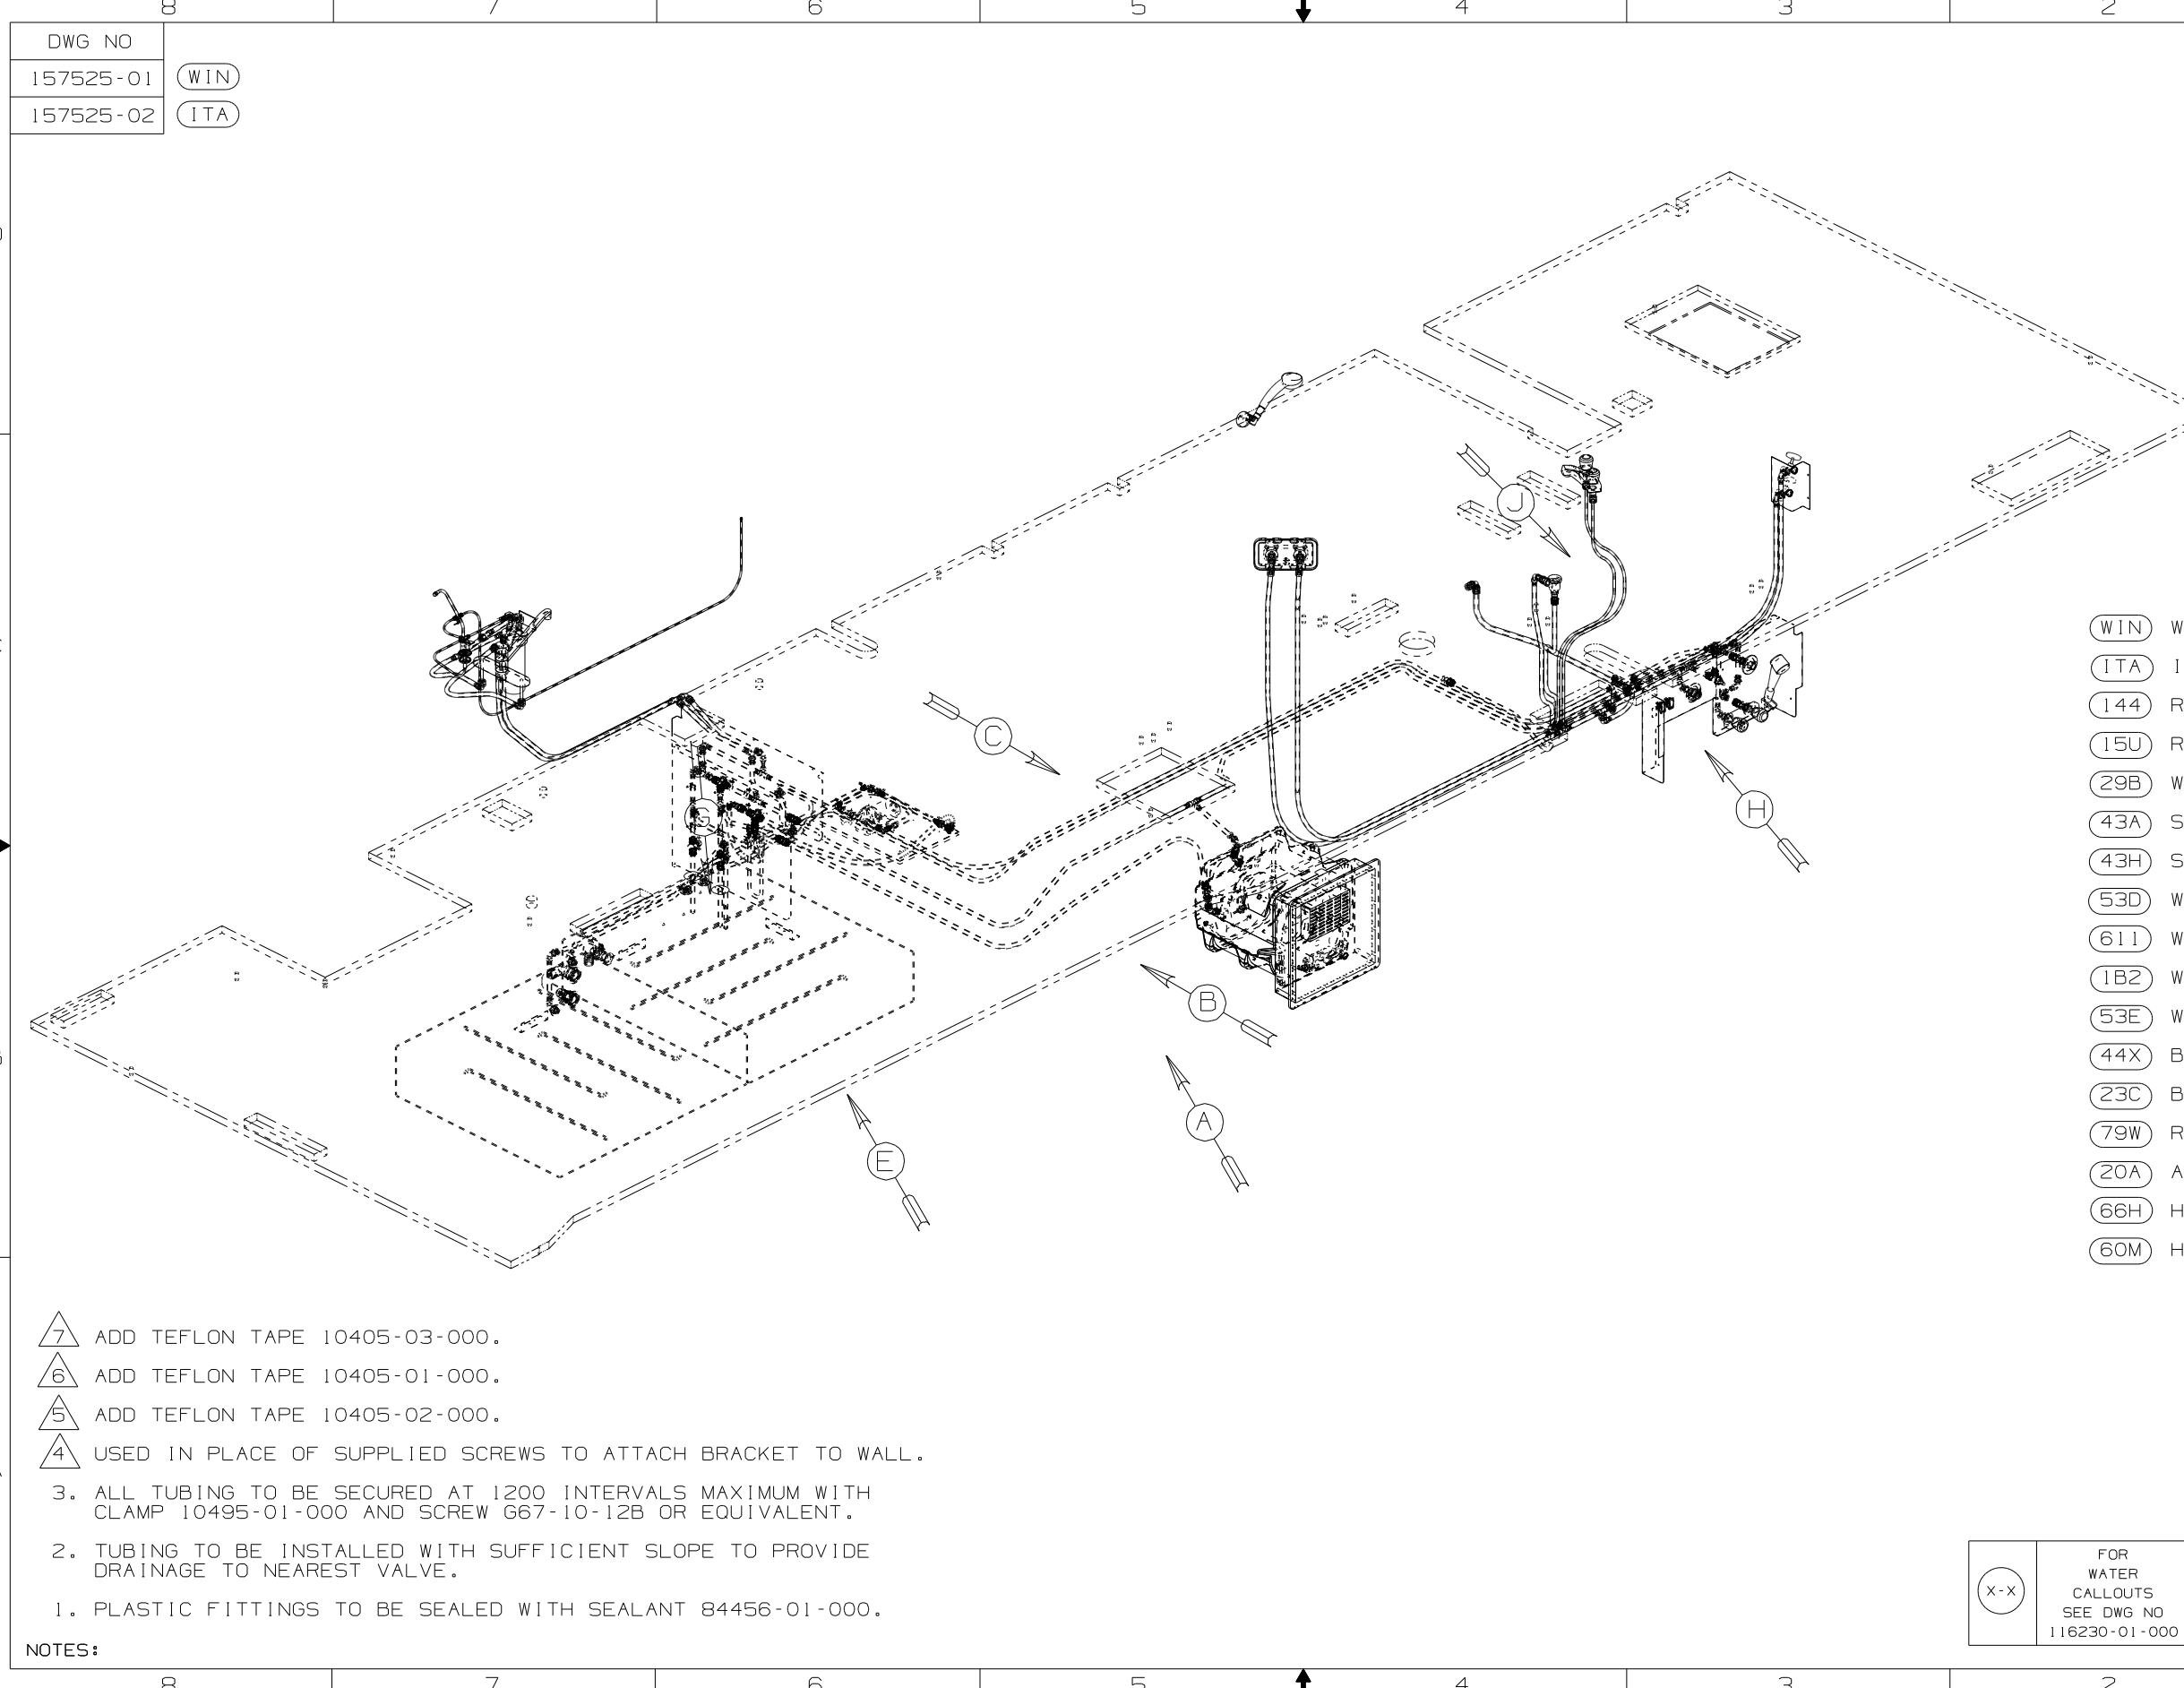 8 7 6 5 4 3 2
DWG NO
157525-01 WIN
157525-02 ITA
J
C
G
H
B
A
E
WIN W
ITA I
144 R
15U R
29B W
43A S
43H S
53D W
611 W
1B2 W
53E W
44X B
23C B
79W R
20A A
66H H
60M H
7 ADD TEFLON TAPE 10405-03-000.
6 ADD TEFLON TAPE 10405-01-000.
5 ADD TEFLON TAPE 10405-02-000.
4 USED IN PLACE OF SUPPLIED SCREWS TO ATTACH BRACKET TO WALL.
3. ALL TUBING TO BE SECURED AT 1200 INTERVALS MAXIMUM WITH
CLAMP 10495-01-000 AND SCREW G67-10-12B OR EQUIVALENT.
2. TUBING TO BE INSTALLED WITH SUFFICIENT SLOPE TO PROVIDE
DRAINAGE TO NEAREST VALVE.
1. PLASTIC FITTINGS TO BE SEALED WITH SEALANT 84456-01-000.
NOTES:
X-X
FOR
WATER
CALLOUTS
SEE DWG NO
116230-01-000
8 7 6 5 4 3 2